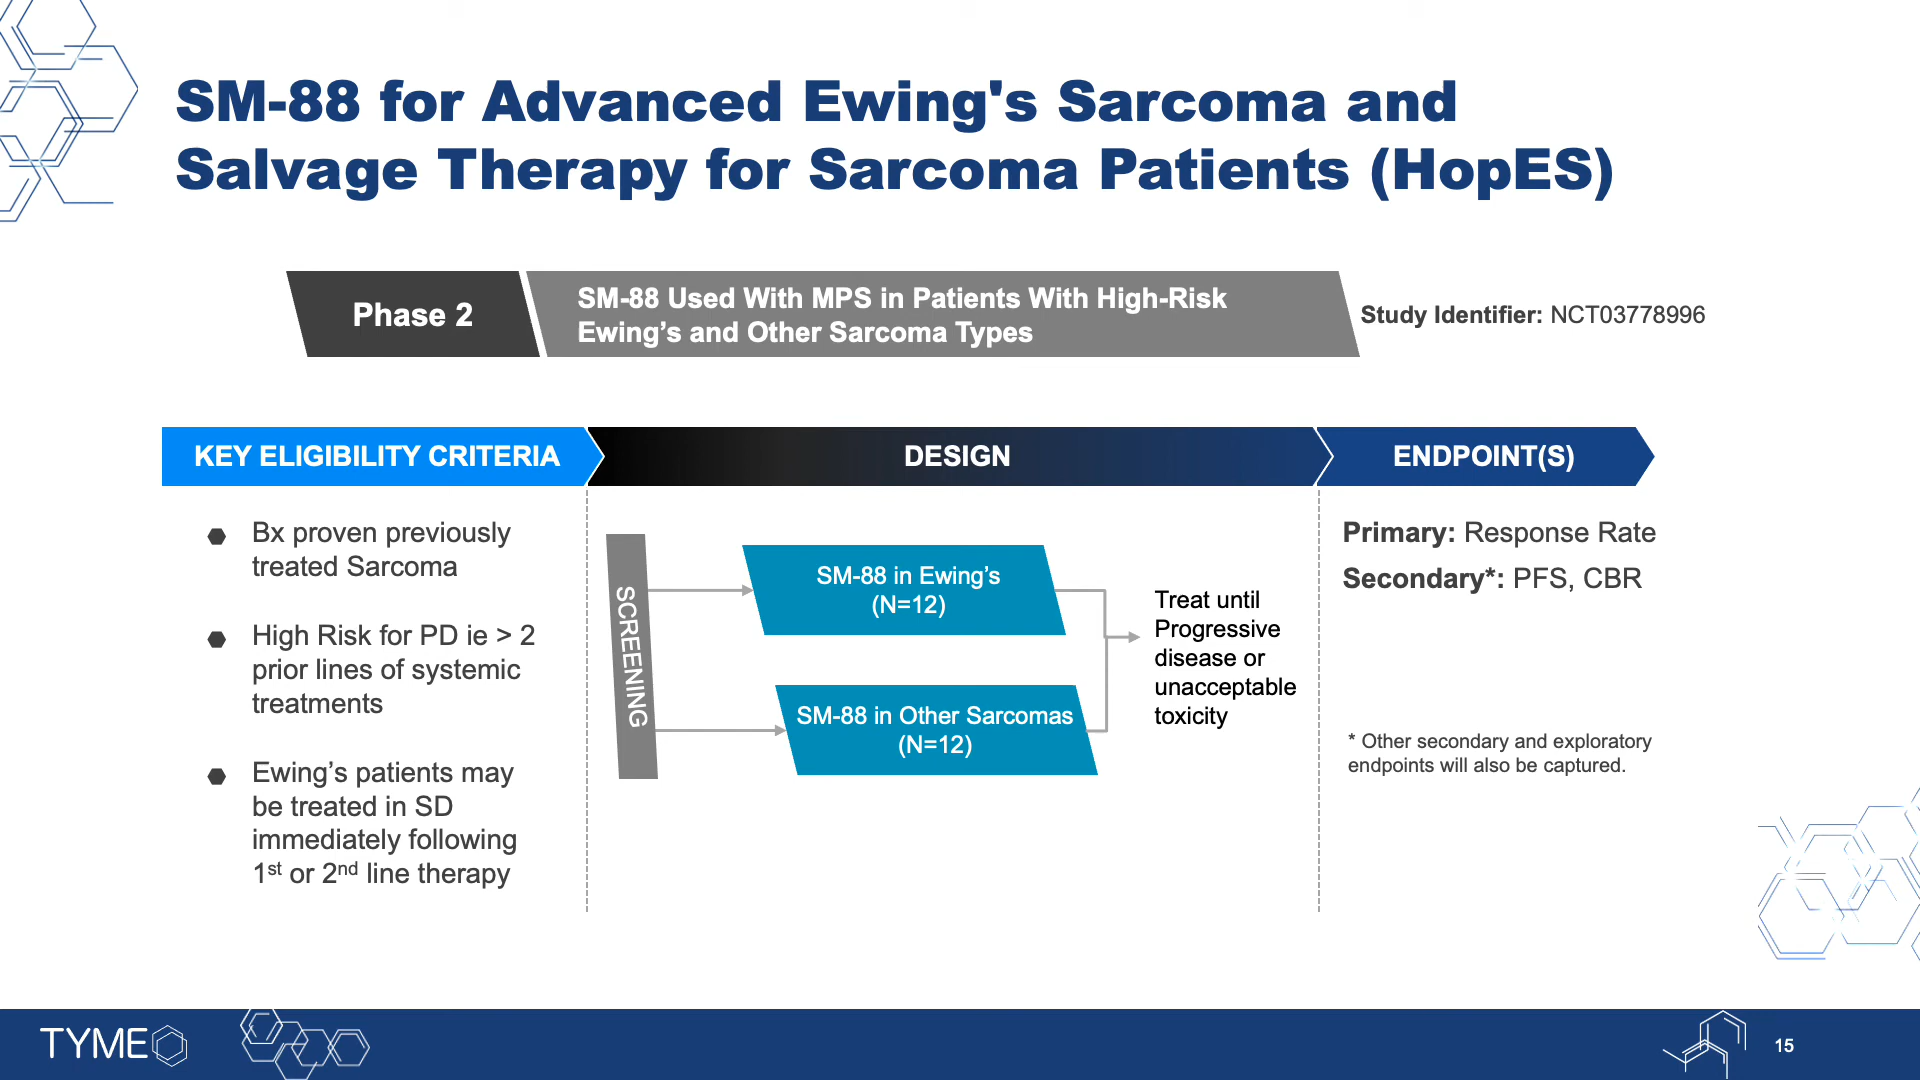 SM-88 for Advanced Ewing's Sarcoma and
Salvage Therapy for Sarcoma Patients (HopES)
Phase 2
SM-88 Used With MPS in Patients With High-Risk
Ewing’s and Other Sarcoma Types
Study Identifier: NCT03778996
KEY ELIGIBILITY CRITERIA
DESIGN
ENDPOINT(S)
Bx proven previously
treated Sarcoma
High Risk for PD ie > 2
prior lines of systemic
treatments
Ewing’s patients may
be treated in SD
immediately following
1st or 2nd line therapy
SCREENING
SM-88 in Ewing’s
(N=12)
SM-88 in Other Sarcomas
(N=12)
Treat until
Progressive
disease or
unacceptable
toxicity
Primary: Response Rate
Secondary*: PFS, CBR
* Other secondary and exploratory
endpoints will also be captured.
TYME
15